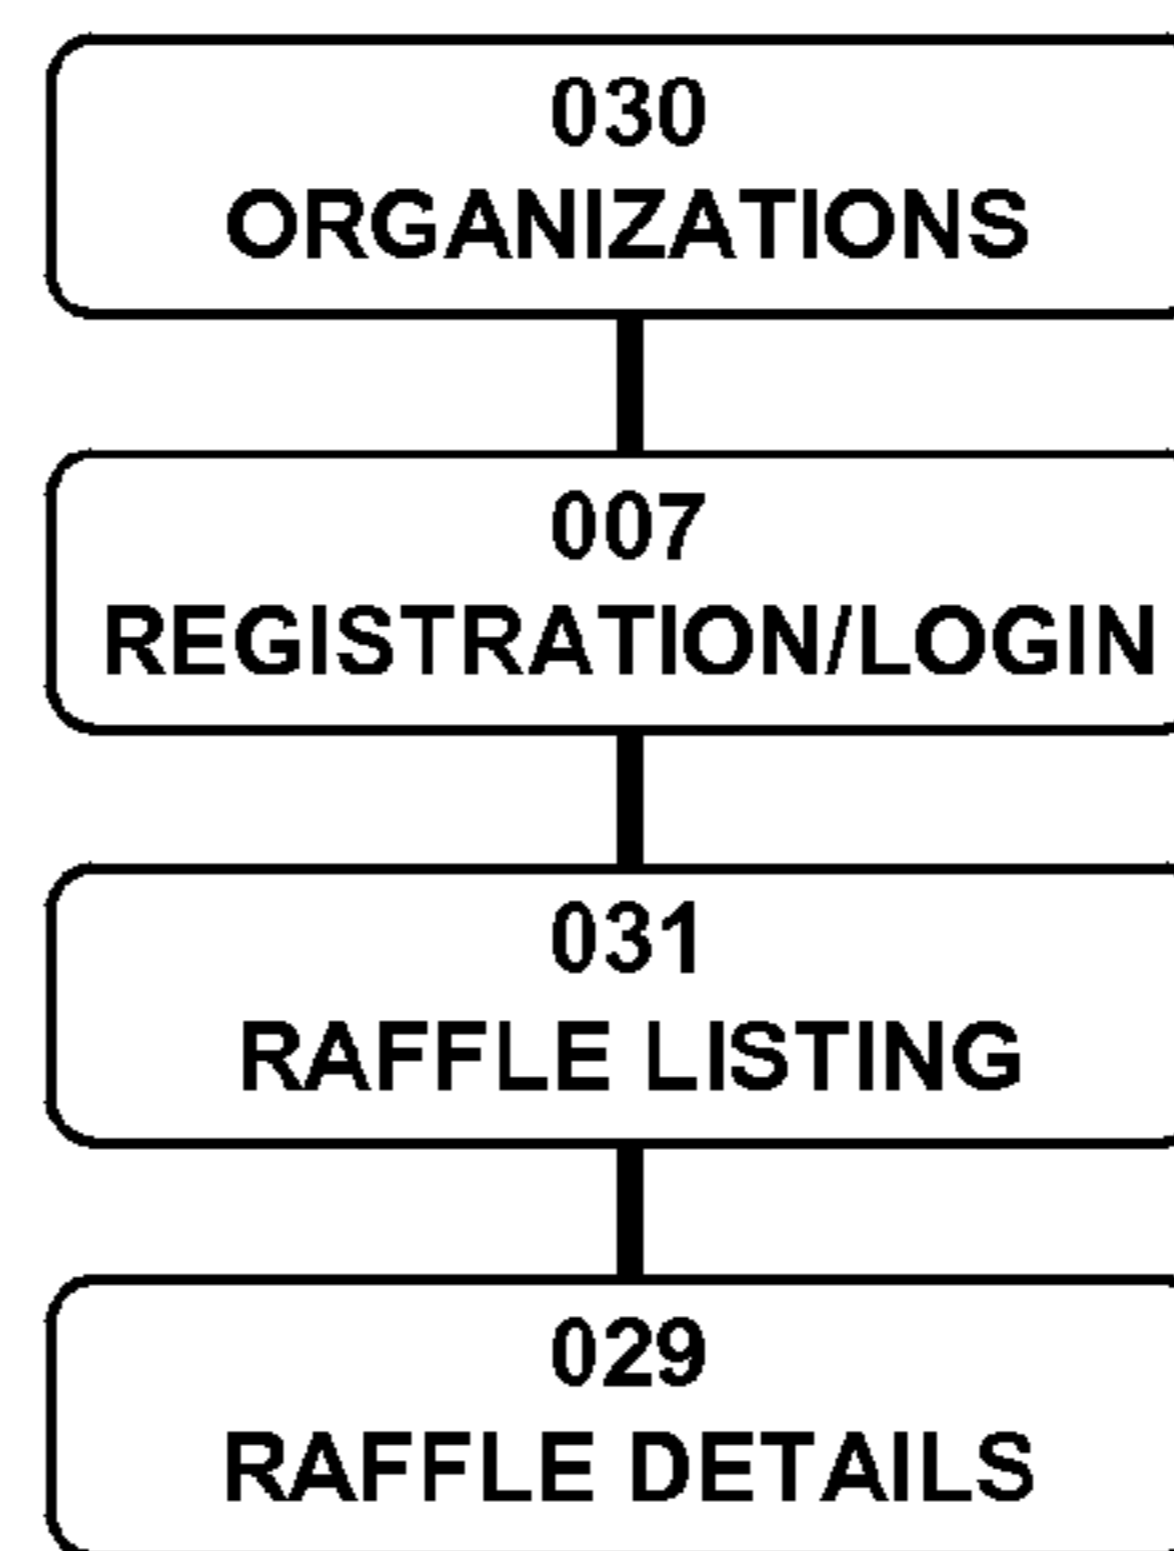 030
ORGANIZATIONS
007
REGISTRATION/LOGIN
031
RAFFLE LISTING
029
RAFFLE DETAILS